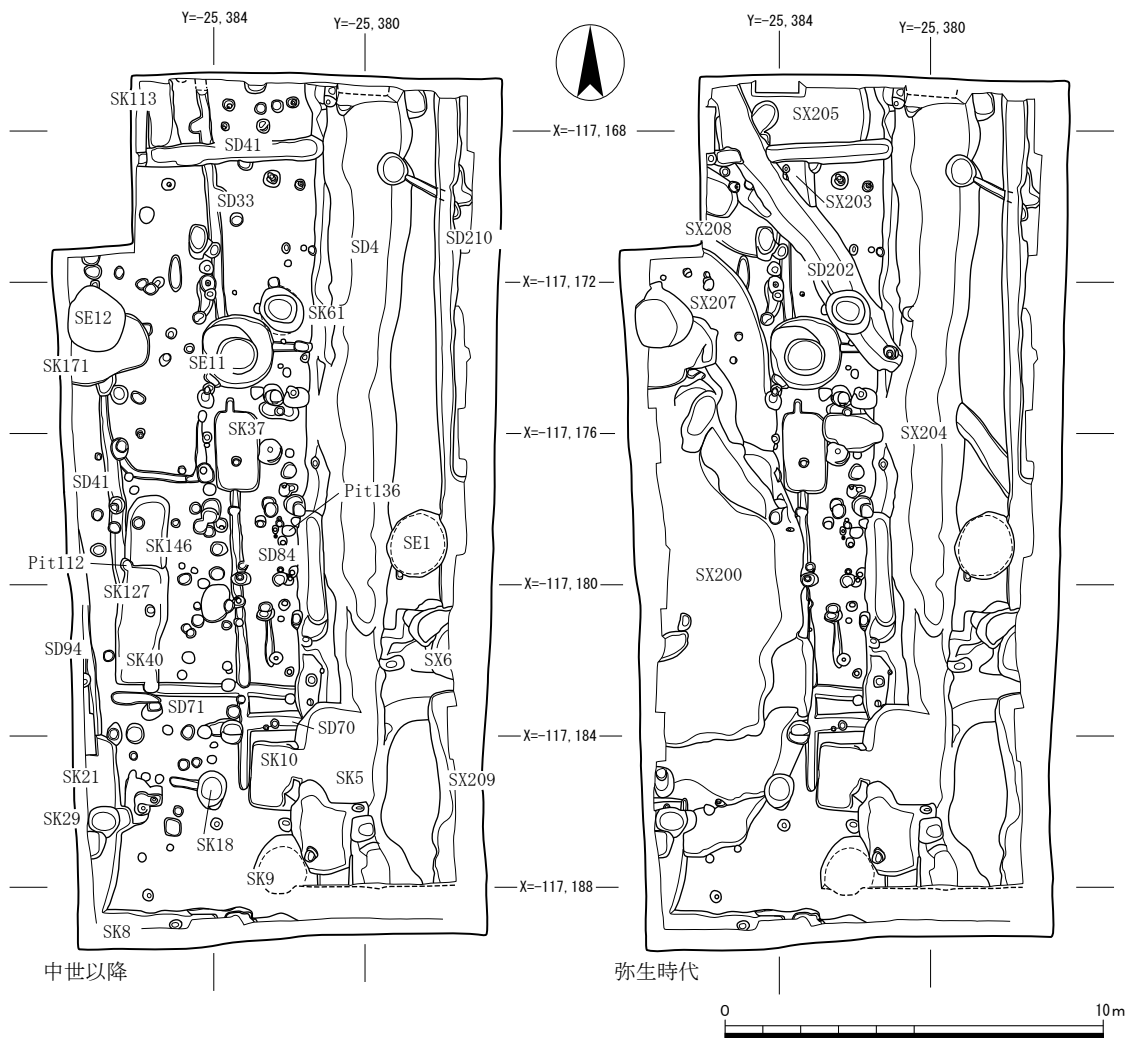 Y=-25,384
Y=-25,380
Y=-25,384
Y=-25,380
SK113
SX205
X=-117,168
SD41
SD33
SX203
SD4
SD210
SX208
SD202
X=-117,172
SX207
SE12
SK61
SK171
SE11
SK37
X=-117,176
SX204
SD41
Pit136
SK146
SD84
SE1
Pit112
SX200
SK127
X=-117,180
SD94
SK40
SX6
SD71
SD70
X=-117,184
SK10
SK21
SK5
SX209
SK29
SK18
SK9
X=-117,188
SK8
中世以降
弥生時代
0
10m